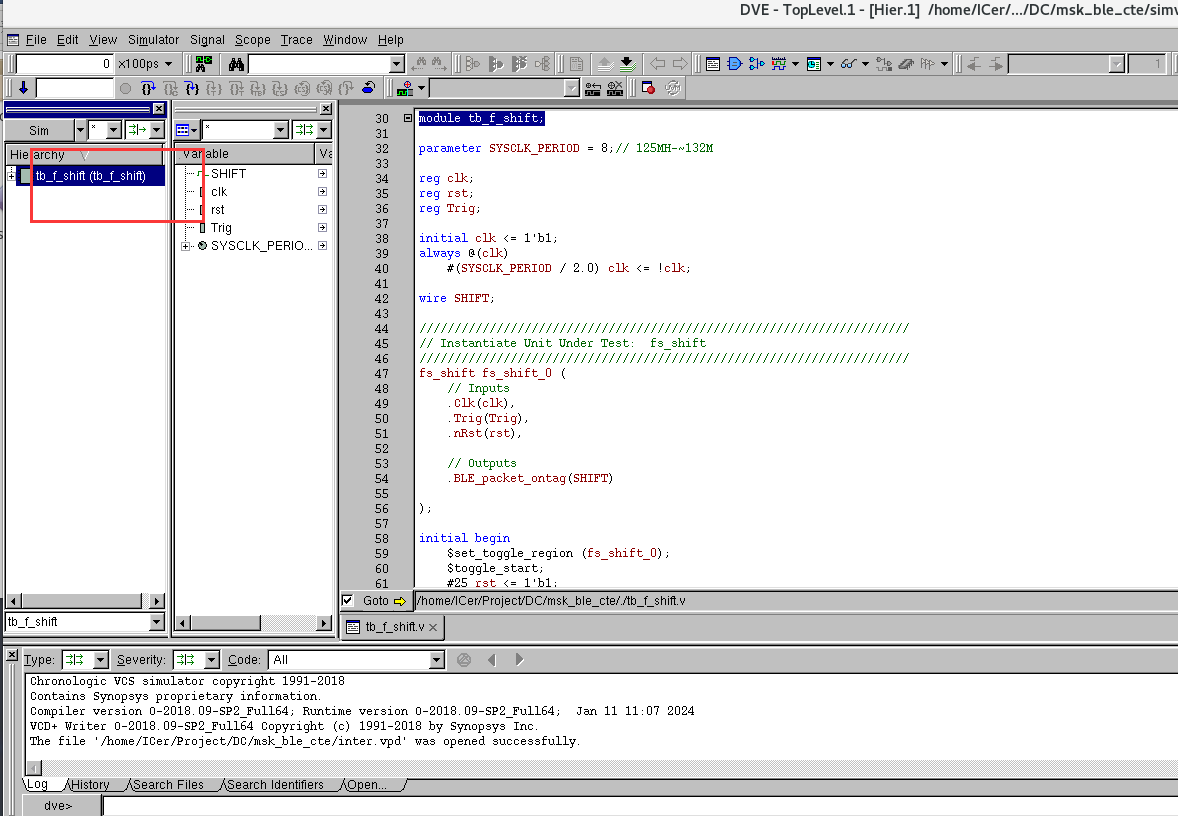 DVE - TopLevel.1 - [Hier.1] /home/ICer/.../DC/msk_ble_cte/simv
File Edit View Simulator Signal Scope Trace Window Help
0 x100ps
1
Sim * *
Hierarchy Variable Va
tb_f_shift (tb_f_shift)
SHIFT
clk
rst
Trig
SYSCLK_PERIO...
30 module tb_f_shift;
31
32 parameter SYSCLK_PERIOD = 8;// 125MH-~132M
33
34 reg clk;
35 reg rst;
36 reg Trig;
37
38 initial clk <= 1'b1;
39 always @(clk)
40 #(SYSCLK_PERIOD / 2.0) clk <= !clk;
41
42 wire SHIFT;
43
44 //////////////////////////////////////////////////////////////////////
45 // Instantiate Unit Under Test:  fs_shift
46 //////////////////////////////////////////////////////////////////////
47 fs_shift fs_shift_0 (
48 // Inputs
49 .Clk(clk),
50 .Trig(Trig),
51 .nRst(rst),
52
53 // Outputs
54 .BLE_packet_ontag(SHIFT)
55
56 );
57
58 initial begin
59 $set_toggle_region (fs_shift_0);
60 $toggle_start;
61 #25 rst <= 1'b1;
Goto /home/ICer/Project/DC/msk_ble_cte/./tb_f_shift.v
tb_f_shift
tb_f_shift.v
Type: Severity: Code: All
Chronologic VCS simulator copyright 1991-2018
Contains Synopsys proprietary information.
Compiler version O-2018.09-SP2_Full64; Runtime version O-2018.09-SP2_Full64;  Jan 11 11:07 2024
VCD+ Writer O-2018.09-SP2_Full64 Copyright (c) 1991-2018 by Synopsys Inc.
The file '/home/ICer/Project/DC/msk_ble_cte/inter.vpd' was opened successfully.
Log History Search Files Search Identifiers Open...
dve>